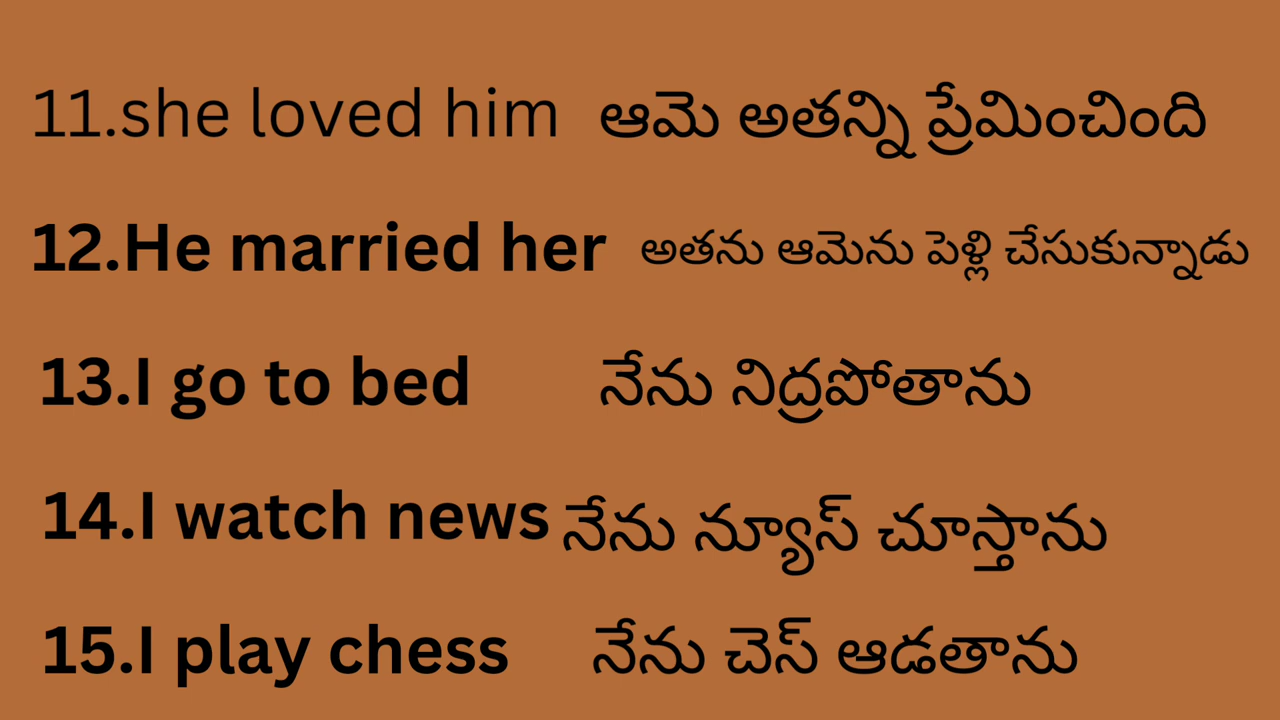 11.she loved him ఆమె అతన్ని ప్రేమించింది
12.He married her అతను ఆమెను పెళ్లి చేసుకున్నాడు
13.I go to bed నేను నిద్రపోతాను
14.I watch news నేను న్యూస్ చూస్తాను
15.I play chess నేను చెస్ ఆడతాను